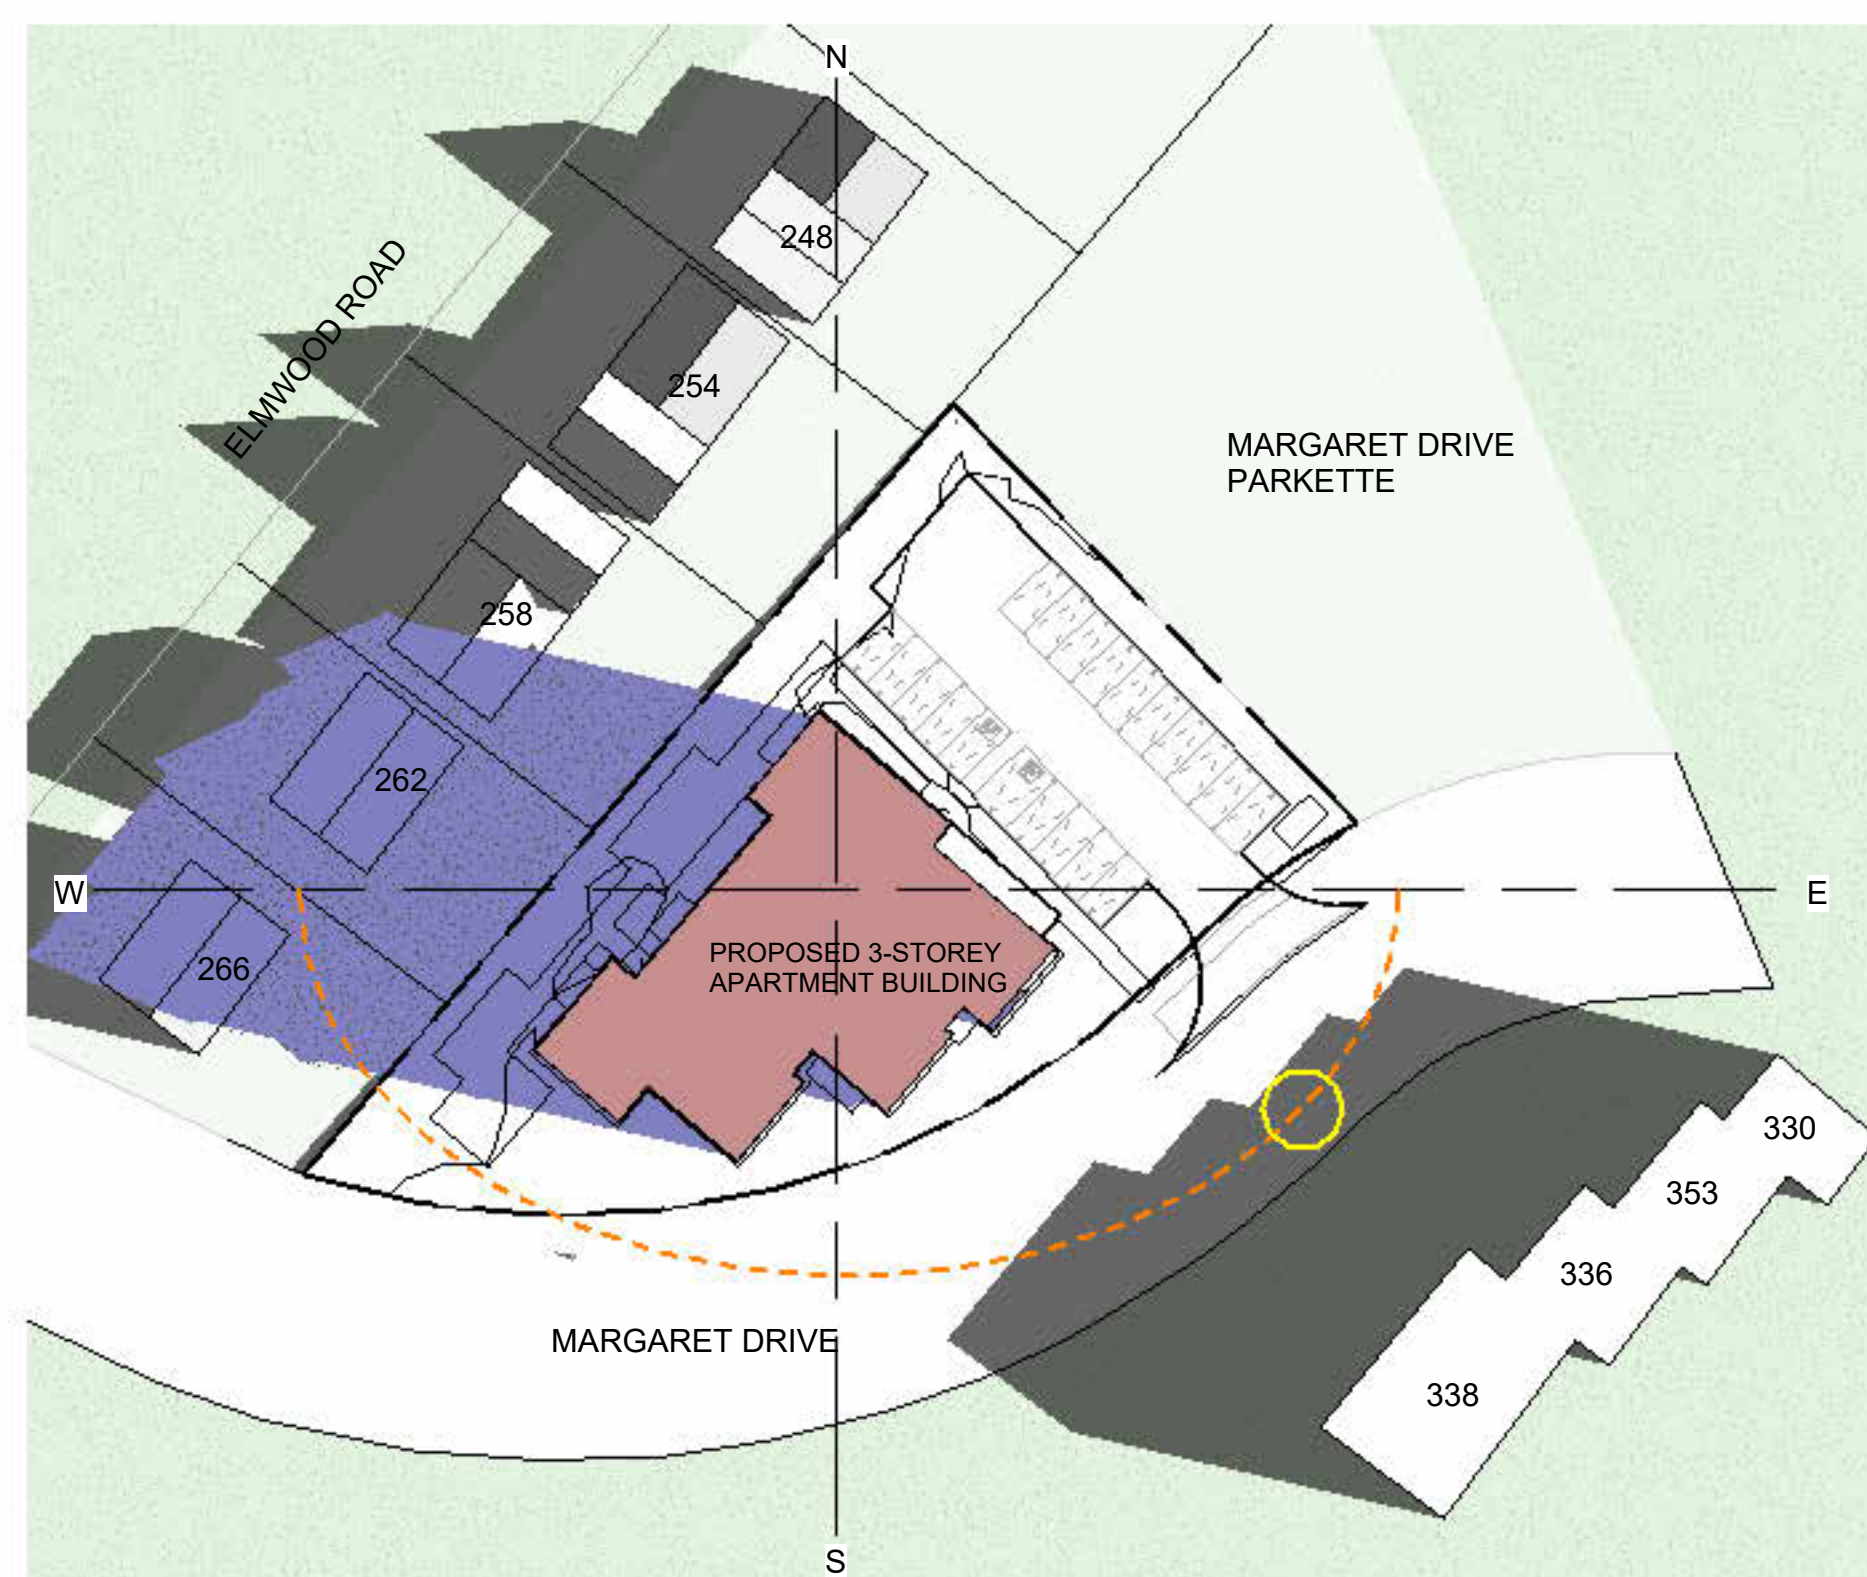 N
248
ELMWOOD ROAD
254
MARGARET DRIVE
PARKETTE
258
262
W
E
266
PROPOSED 3-STOREY
APARTMENT BUILDING
330
353
336
MARGARET DRIVE
338
S